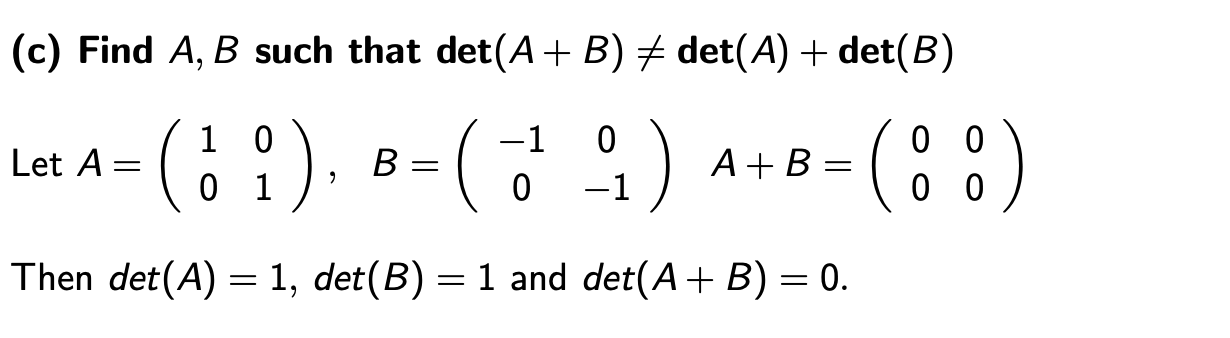 (c) Find A, B such that det(A + B) ≠ det(A) + det(B)
Let A = ( 1 0 ; 0 1 ), B = ( −1 0 ; 0 −1 ) A + B = ( 0 0 ; 0 0 )
Then det(A) = 1, det(B) = 1 and det(A + B) = 0.